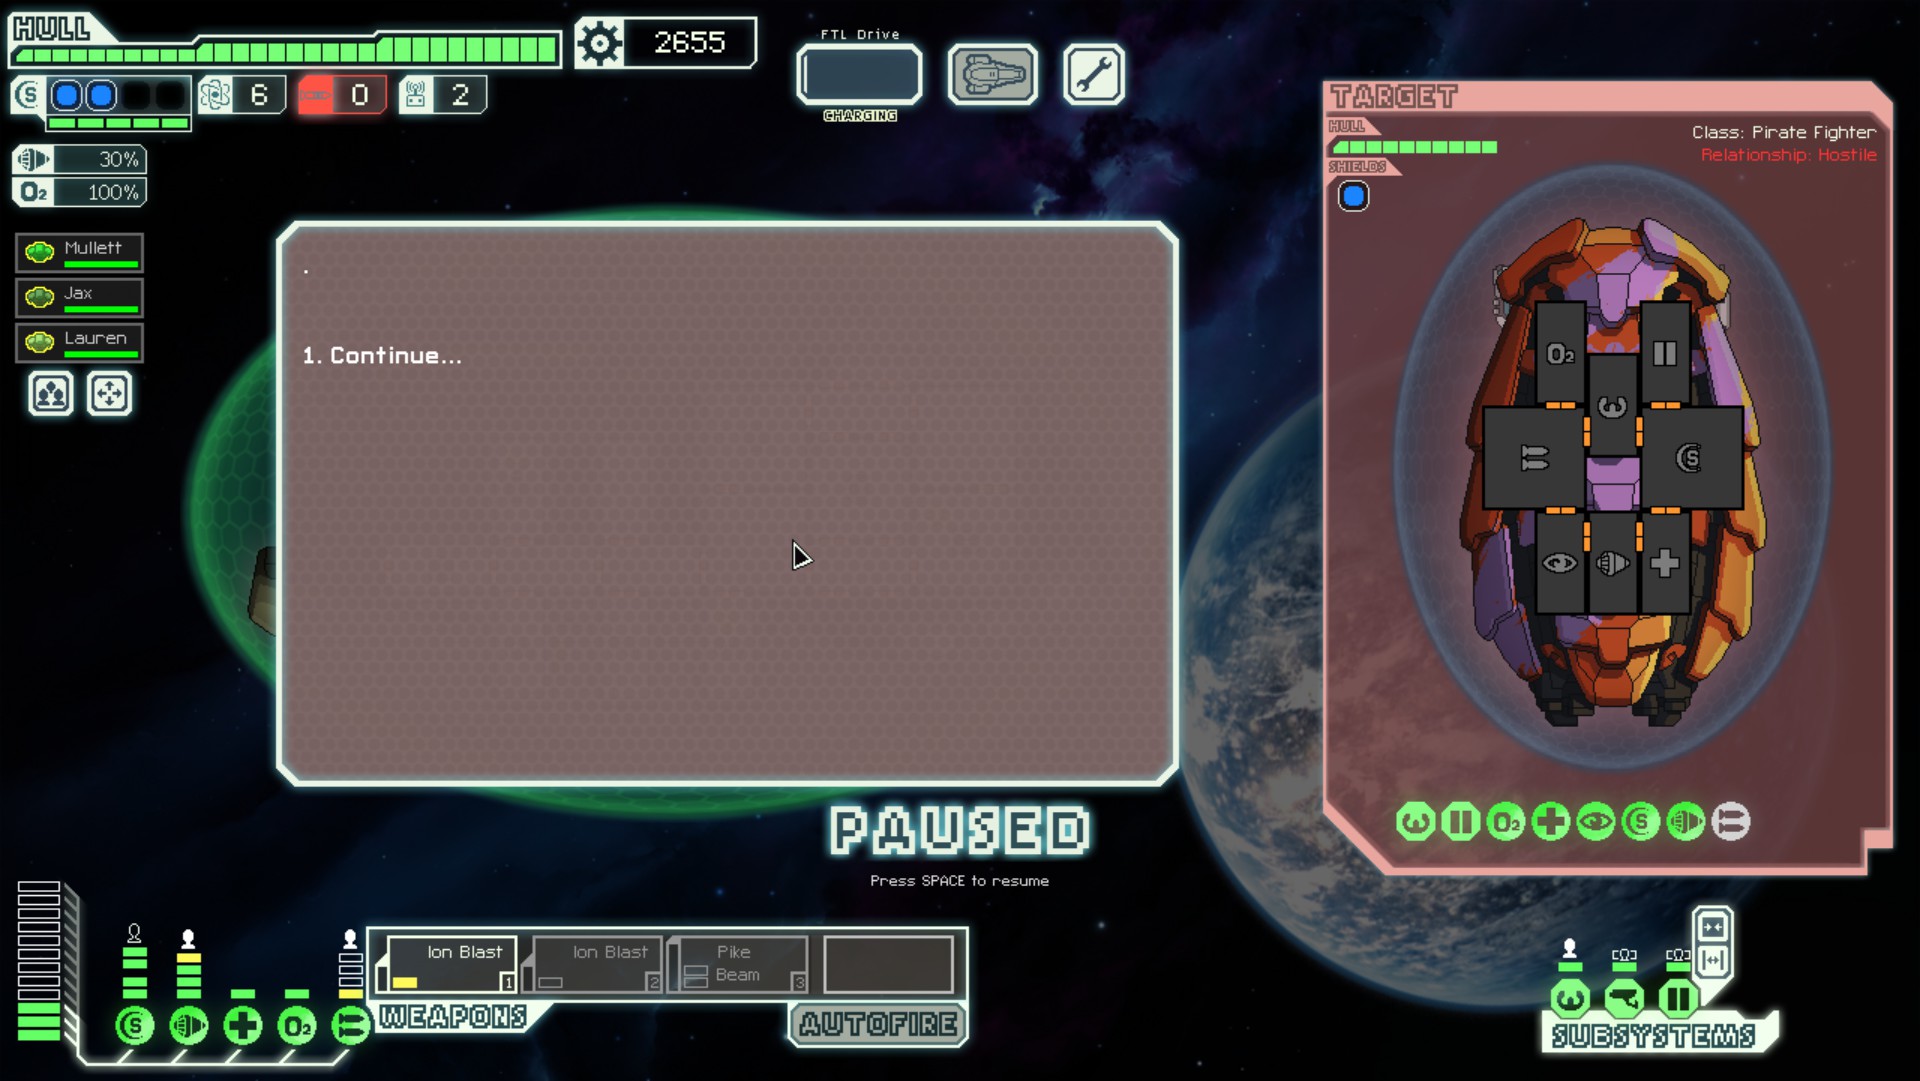 HULL
2655
FTL Drive
CHARGING
S
6
0
2
30%
O2
100%
Mullett
Jax
Lauren
.
1. Continue...
PAUSED
Press SPACE to resume
TARGET
HULL
Class: Pirate Fighter
Relationship: Hostile
SHIELDS
O2
S
O2
S
Ion Blast
1
Ion Blast
2
Pike
Beam
3
S
O2
WEAPONS
AUTOFIRE
SUBSYSTEMS